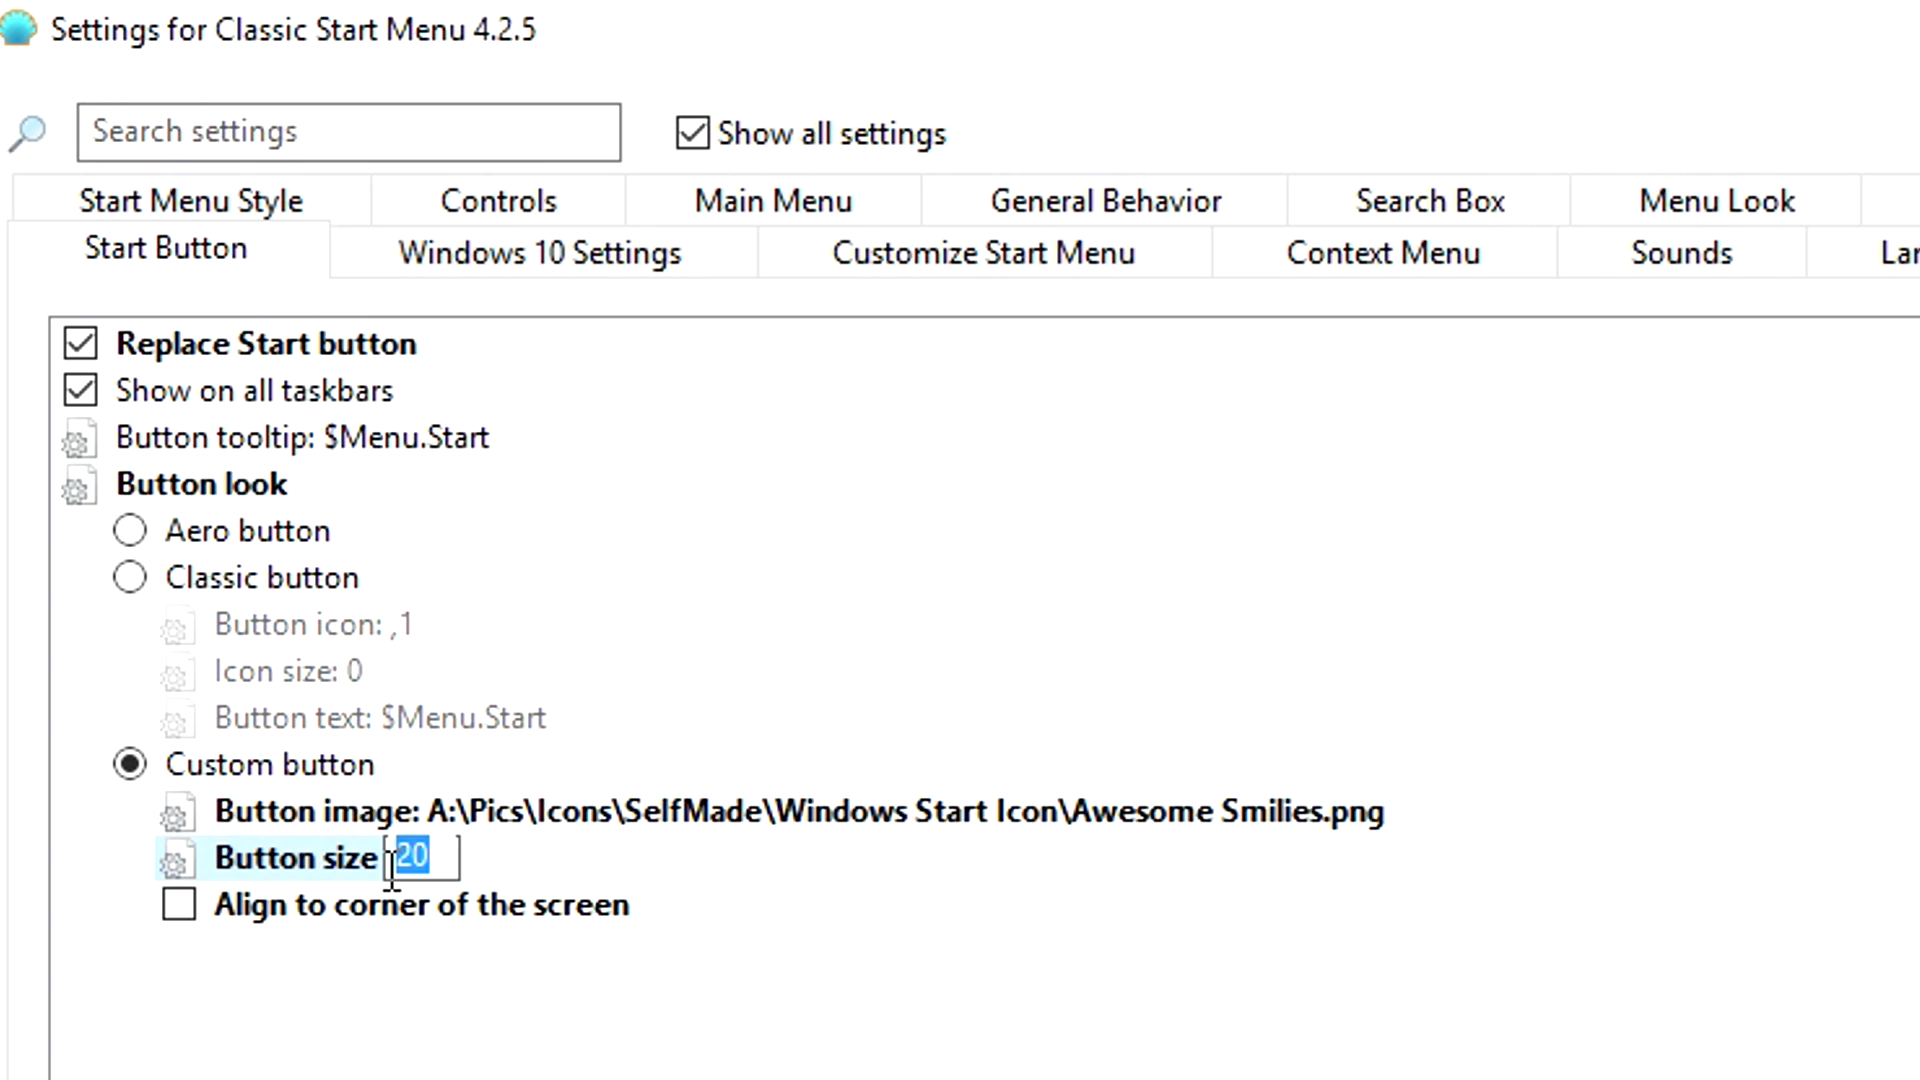 Settings for Classic Start Menu 4.2.5
Search settings
Show all settings
Start Menu Style Controls Main Menu General Behavior Search Box Menu Look
Start Button Windows 10 Settings Customize Start Menu Context Menu Sounds
Replace Start button
Show on all taskbars
Button tooltip: $Menu.Start
Button look
Aero button
Classic button
Button icon: ,1
Icon size: 0
Button text: $Menu.Start
Custom button
Button image: A:\Pics\Icons\SelfMade\Windows Start Icon\Awesome Smilies.png
Button size 20
Align to corner of the screen